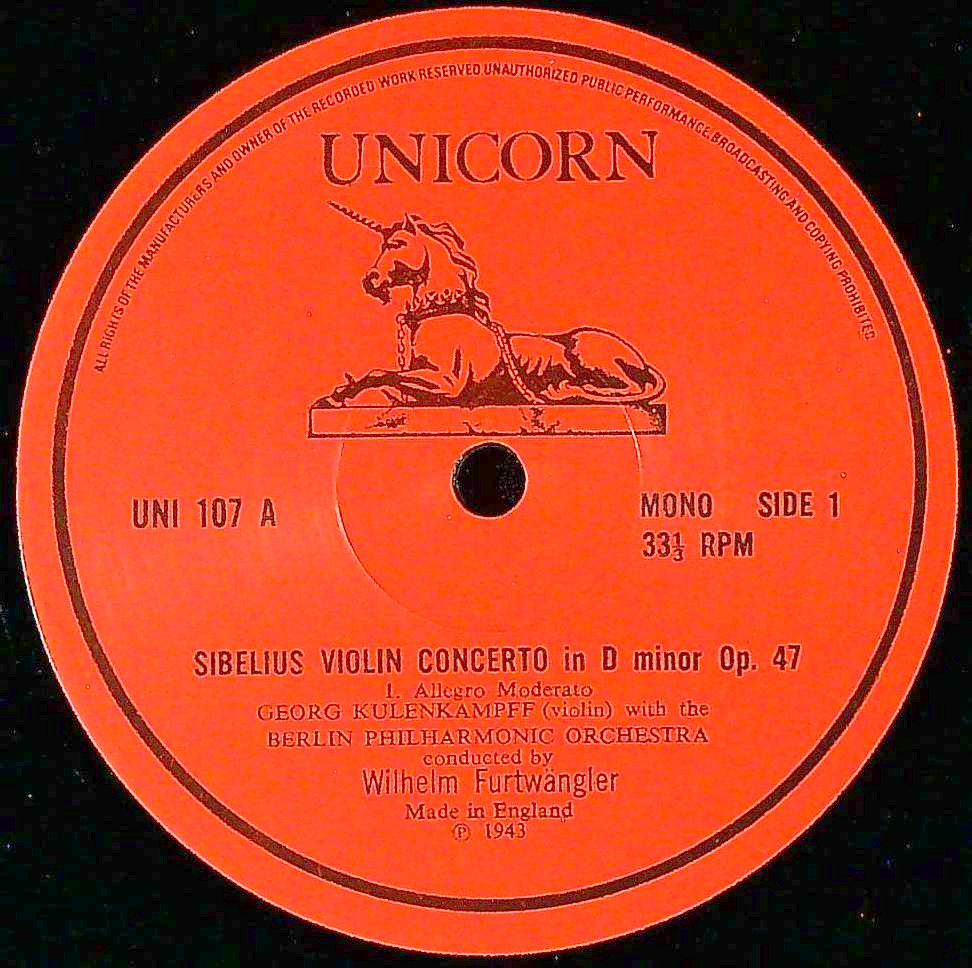 ALL RIGHTS OF THE MANUFACTURERS AND OWNER OF THE RECORDED WORK RESERVED UNAUTHORIZED PUBLIC PERFORMANCE BROADCASTING AND COPYING PROHIBITED
UNICORN
UNI 107 A
MONO SIDE 1
33⅓ RPM
SIBELIUS VIOLIN CONCERTO in D minor Op. 47
1. Allegro Moderato
GEORG KULENKAMPFF (violin) with the
BERLIN PHILHARMONIC ORCHESTRA
conducted by
Wilhelm Furtwängler
Made in England
℗ 1943